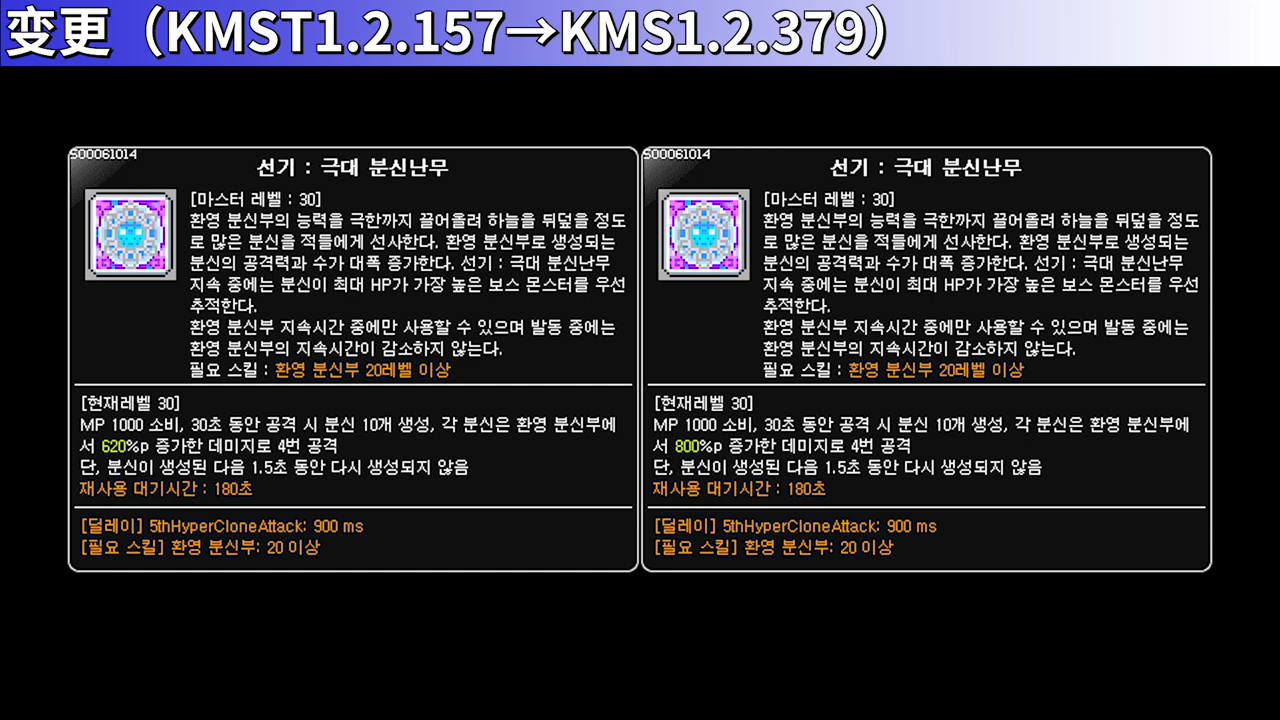 変更（KMST1.2.157→KMS1.2.379）
S00061014
선기 : 극대 분신난무
[마스터 레벨 : 30]
환영 분신부의 능력을 극한까지 끌어올려 하늘을 뒤덮을 정도
로 많은 분신을 적들에게 선사한다. 환영 분신부로 생성되는
분신의 공격력과 수가 대폭 증가한다. 선기 : 극대 분신난무
지속 중에는 분신이 최대 HP가 가장 높은 보스 몬스터를 우선
추적한다.
환영 분신부 지속시간 중에만 사용할 수 있으며 발동 중에는
환영 분신부의 지속시간이 감소하지 않는다.
필요 스킬 : 환영 분신부 20레벨 이상
[현재레벨 30]
MP 1000 소비, 30초 동안 공격 시 분신 10개 생성, 각 분신은 환영 분신부에
서 620%p 증가한 데미지로 4번 공격
단, 분신이 생성된 다음 1.5초 동안 다시 생성되지 않음
재사용 대기시간 : 180초
[딜레이] 5thHyperCloneAttack: 900 ms
[필요 스킬] 환영 분신부: 20 이상
S00061014
선기 : 극대 분신난무
[마스터 레벨 : 30]
환영 분신부의 능력을 극한까지 끌어올려 하늘을 뒤덮을 정도
로 많은 분신을 적들에게 선사한다. 환영 분신부로 생성되는
분신의 공격력과 수가 대폭 증가한다. 선기 : 극대 분신난무
지속 중에는 분신이 최대 HP가 가장 높은 보스 몬스터를 우선
추적한다.
환영 분신부 지속시간 중에만 사용할 수 있으며 발동 중에는
환영 분신부의 지속시간이 감소하지 않는다.
필요 스킬 : 환영 분신부 20레벨 이상
[현재레벨 30]
MP 1000 소비, 30초 동안 공격 시 분신 10개 생성, 각 분신은 환영 분신부에
서 800%p 증가한 데미지로 4번 공격
단, 분신이 생성된 다음 1.5초 동안 다시 생성되지 않음
재사용 대기시간 : 180초
[딜레이] 5thHyperCloneAttack: 900 ms
[필요 스킬] 환영 분신부: 20 이상